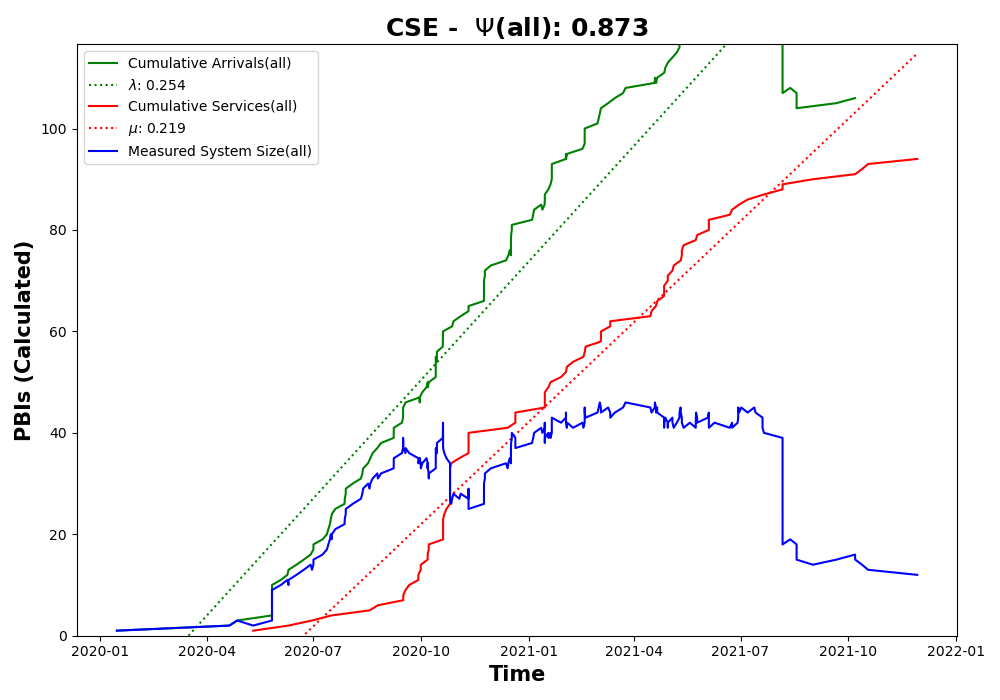 CSE - Ψ(all): 0.873
Cumulative Arrivals(all)
λ: 0.254
Cumulative Services(all)
μ: 0.219
Measured System Size(all)
PBIs (Calculated)
100
80
60
40
20
0
2020-01 2020-04 2020-07 2020-10 2021-01 2021-04 2021-07 2021-10 2022-01
Time